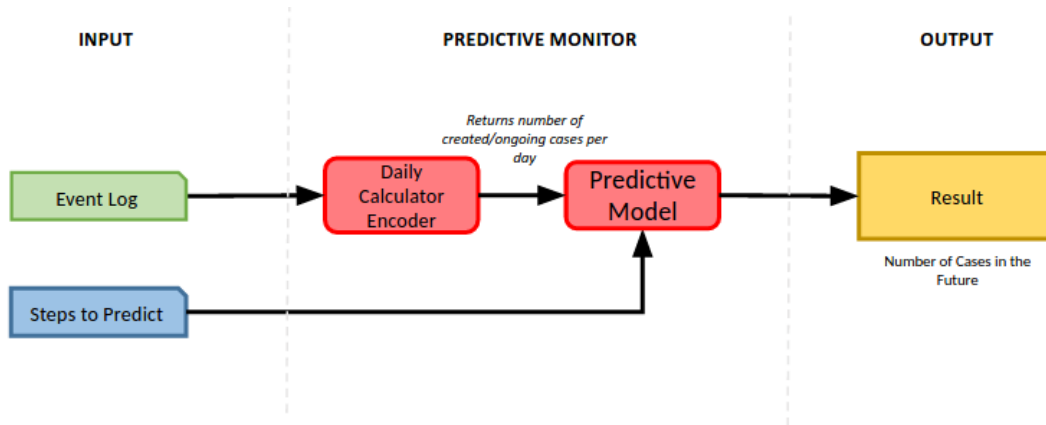 INPUT
PREDICTIVE MONITOR
OUTPUT
Returns number of
created/ongoing cases per
day
Event Log
Daily
Calculator
Encoder
Predictive
Model
Result
Number of Cases in the
Future
Steps to Predict